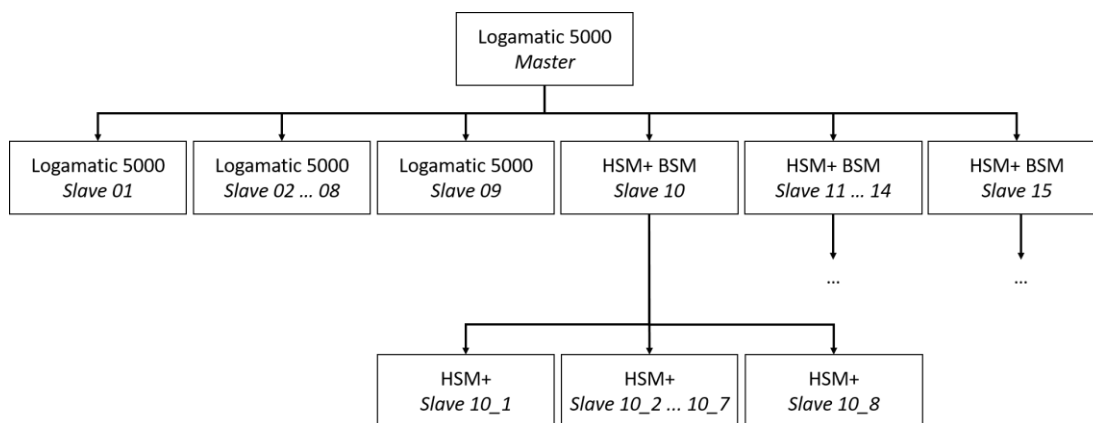 Logamatic 5000
Master
Logamatic 5000
Slave 01
Logamatic 5000
Slave 02 ... 08
Logamatic 5000
Slave 09
HSM+ BSM
Slave 10
HSM+ BSM
Slave 11 ... 14
HSM+ BSM
Slave 15
...
...
HSM+
Slave 10_1
HSM+
Slave 10_2 ... 10_7
HSM+
Slave 10_8